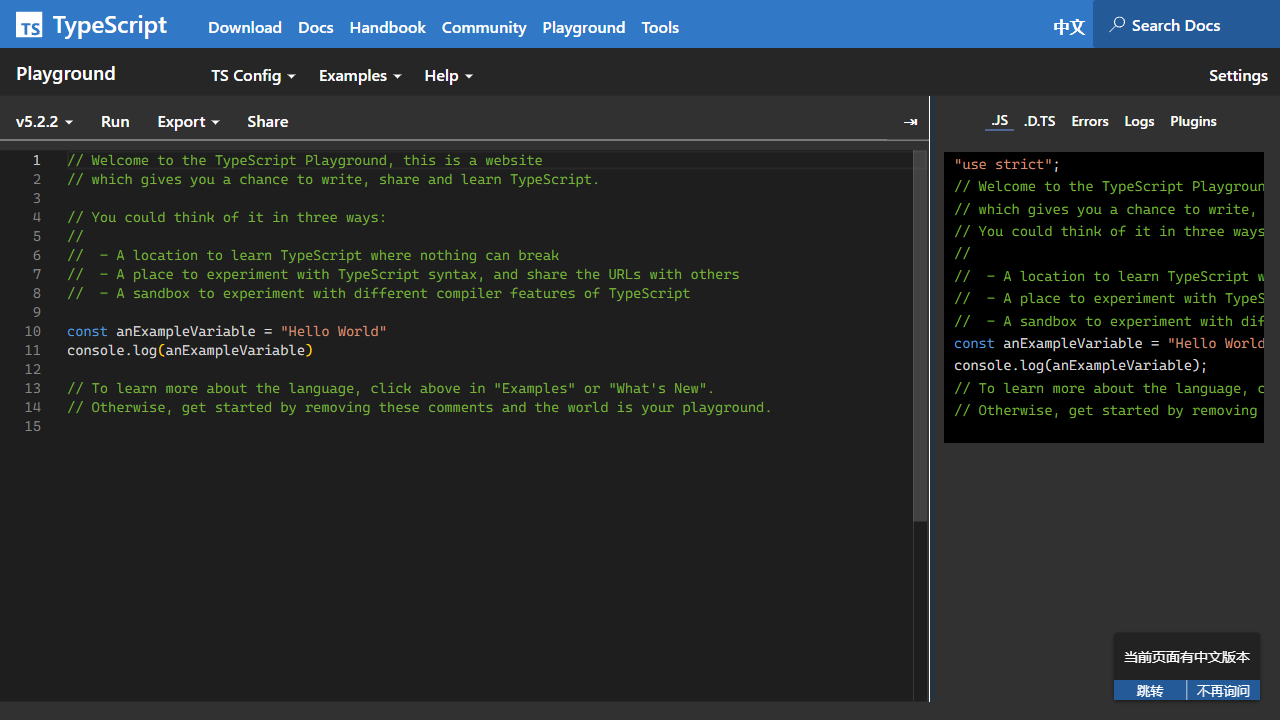 TS TypeScript Download Docs Handbook Community Playground Tools 中文 Search Docs
Playground TS Config Examples Help Settings
v5.2.2 Run Export Share ⇥ .JS .D.TS Errors Logs Plugins
1 // Welcome to the TypeScript Playground, this is a website
2 // which gives you a chance to write, share and learn TypeScript.
3
4 // You could think of it in three ways:
5 //
6 //  - A location to learn TypeScript where nothing can break
7 //  - A place to experiment with TypeScript syntax, and share the URLs with others
8 //  - A sandbox to experiment with different compiler features of TypeScript
9
10 const anExampleVariable = "Hello World"
11 console.log(anExampleVariable)
12
13 // To learn more about the language, click above in "Examples" or "What's New".
14 // Otherwise, get started by removing these comments and the world is your playground.
15
"use strict";
// Welcome to the TypeScript Playgroun
// which gives you a chance to write,
// You could think of it in three ways
//
//  - A location to learn TypeScript w
//  - A place to experiment with TypeS
//  - A sandbox to experiment with dif
const anExampleVariable = "Hello World
console.log(anExampleVariable);
// To learn more about the language, c
// Otherwise, get started by removing
当前页面有中文版本
跳转 不再询问